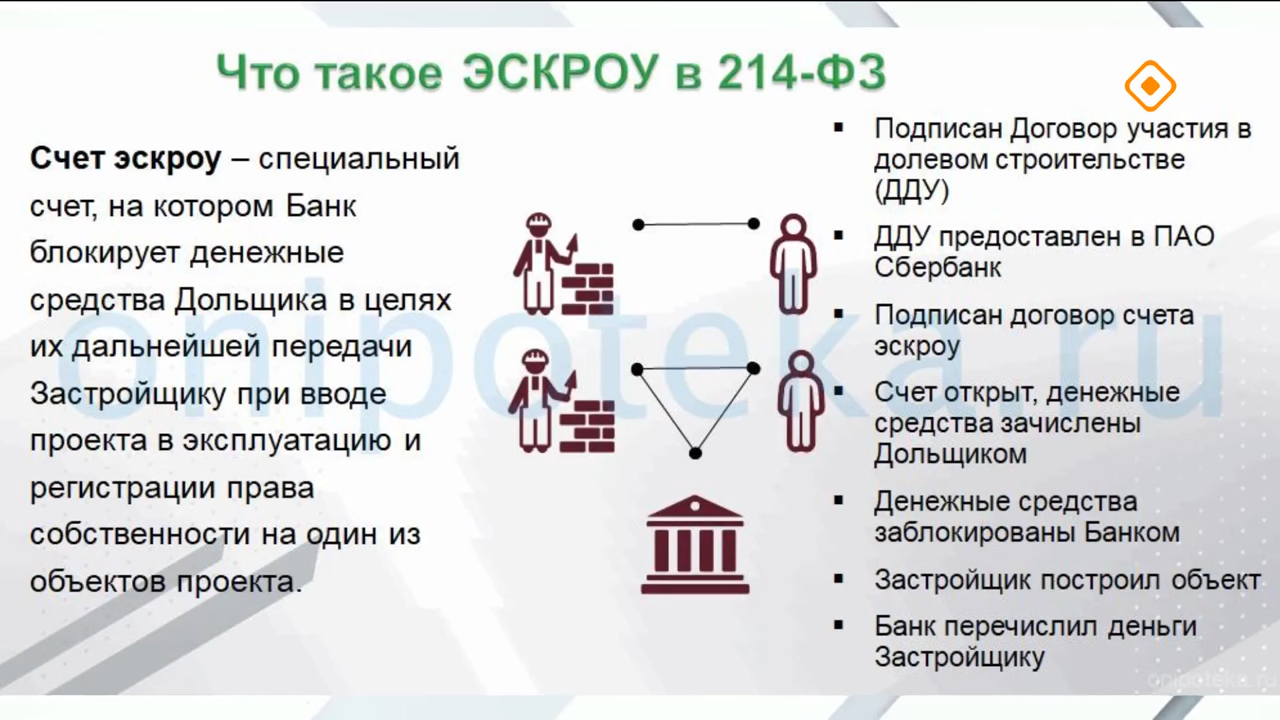 Что такое ЭСКРОУ в 214-ФЗ
Счет эскроу – специальный
счет, на котором Банк
блокирует денежные
средства Дольщика в целях
их дальнейшей передачи
Застройщику при вводе
проекта в эксплуатацию и
регистрации права
собственности на один из
объектов проекта.
▪ Подписан Договор участия в
долевом строительстве
(ДДУ)
▪ ДДУ предоставлен в ПАО
Сбербанк
▪ Подписан договор счета
эскроу
▪ Счет открыт, денежные
средства зачислены
Дольщиком
▪ Денежные средства
заблокированы Банком
▪ Застройщик построил объект
▪ Банк перечислил деньги
Застройщику
onipoteka.ru
onipoteka.ru